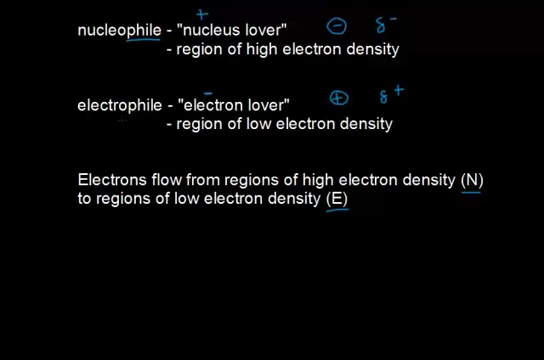 +
nucleophile - "nucleus lover" ⊖ δ-
- region of high electron density
-
electrophile - "electron lover" ⊕ δ+
- region of low electron density
Electrons flow from regions of high electron density (N)
to regions of low electron density (E)